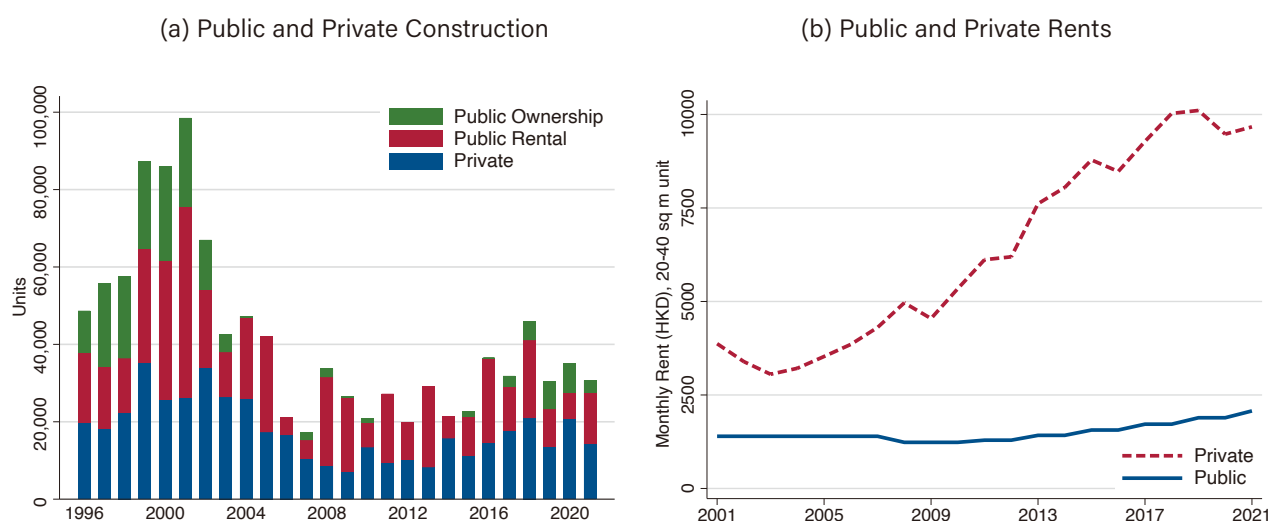 (a) Public and Private Construction
Units
100,000
80,000
60,000
40,000
20,000
0
Public Ownership
Public Rental
Private
1996
2000
2004
2008
2012
2016
2020
(b) Public and Private Rents
Monthly Rent (HKD), 20-40 sq m unit
10000
7500
5000
2500
0
Private
Public
2001
2005
2009
2013
2017
2021